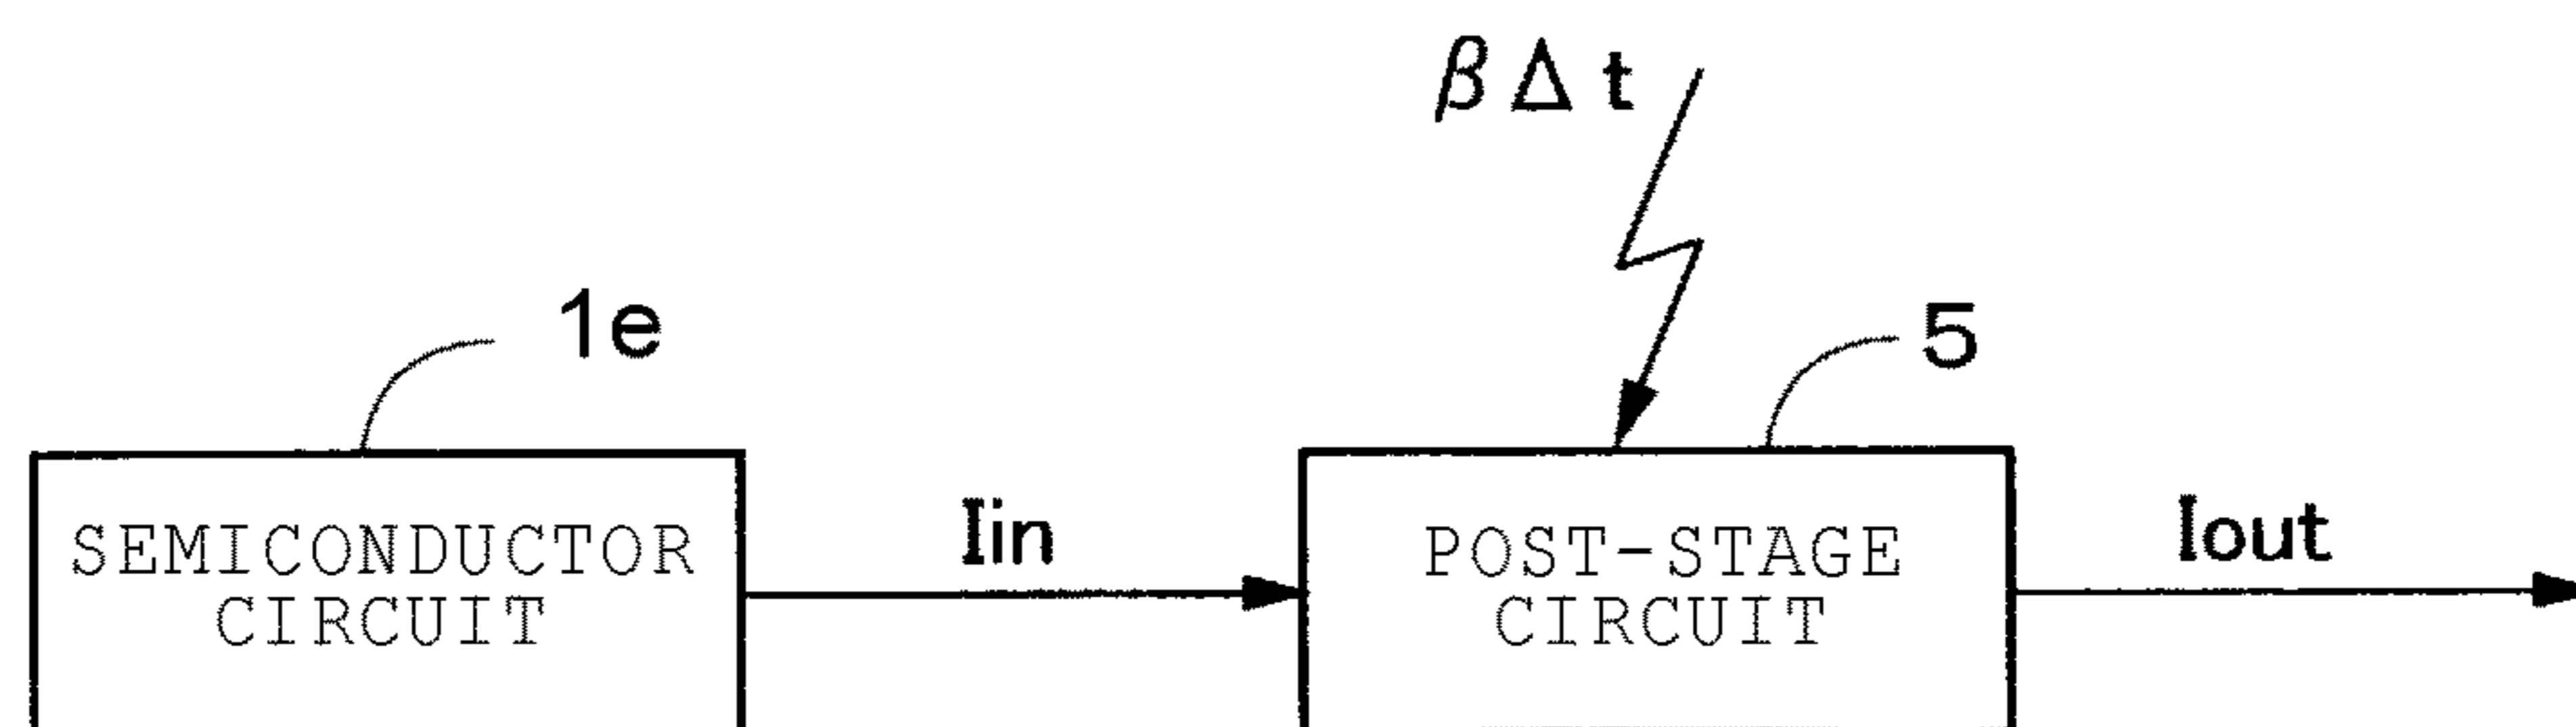 βΔt
1e
5
SEMICONDUCTOR
CIRCUIT
Iin
POST-STAGE
CIRCUIT
Iout